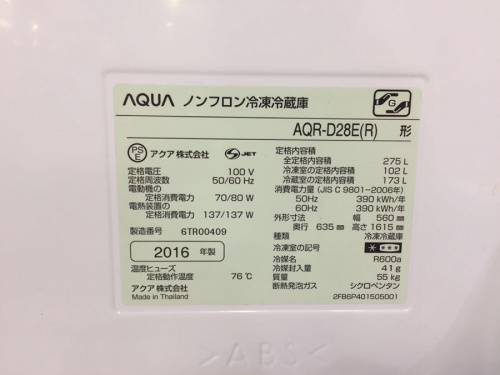 AQUA ノンフロン冷凍冷蔵庫
G
AQR-D28E(R) 形
PS E アクア株式会社 JET
定格電圧 100 V
定格周波数 50/60 Hz
電動機の
定格消費電力 70/80 W
電熱装置の
定格消費電力 137/137 W
製造番号 6TR00409
2016 年製
温度ヒューズ
定格動作温度 76℃
アクア株式会社
Made in Thailand
定格内容積
全定格内容積 275 L
冷凍室の定格内容積 102 L
冷蔵室の定格内容積 173 L
消費電力量 (JIS C 9801-2006年)
50Hz 390 kWh/年
60Hz 390 kWh/年
外形寸法 幅 560 mm
奥行 635 mm 高さ 1615 mm
種類 冷凍冷蔵庫
冷凍室の記号
冷媒名 R600a
冷媒封入量 41g
質量 55 kg
断熱発泡ガス シクロペンタン
2FB6P401505001
>ABS<